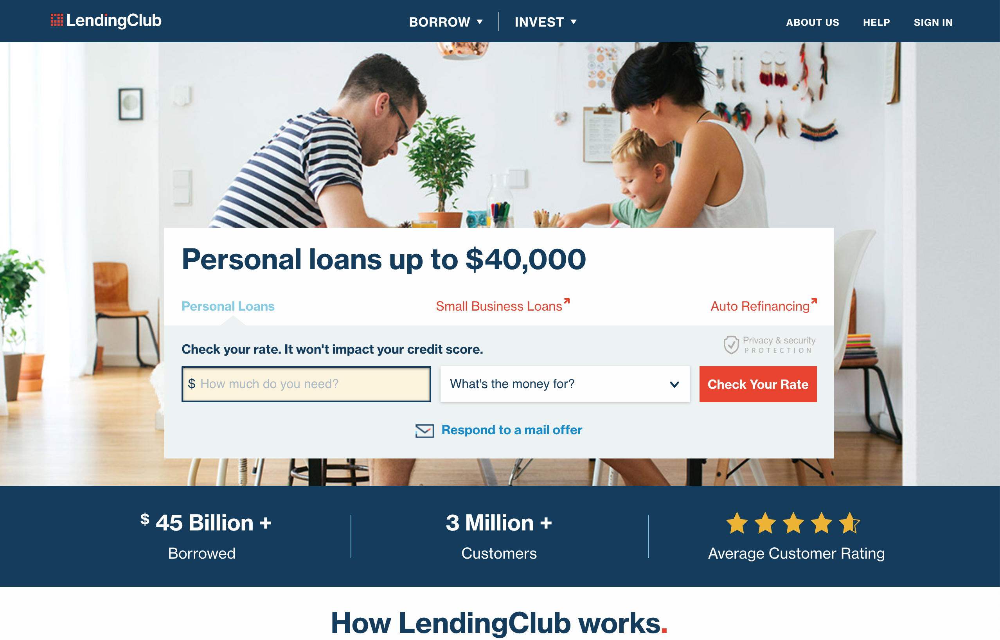 LendingClub
BORROW
INVEST
ABOUT US
HELP
SIGN IN
Personal loans up to $40,000
Personal Loans
Small Business Loans
Auto Refinancing
Check your rate. It won't impact your credit score.
Privacy & security
PROTECTION
$ How much do you need?
What's the money for?
Check Your Rate
Respond to a mail offer
$ 45 Billion +
Borrowed
3 Million +
Customers
Average Customer Rating
How LendingClub works.